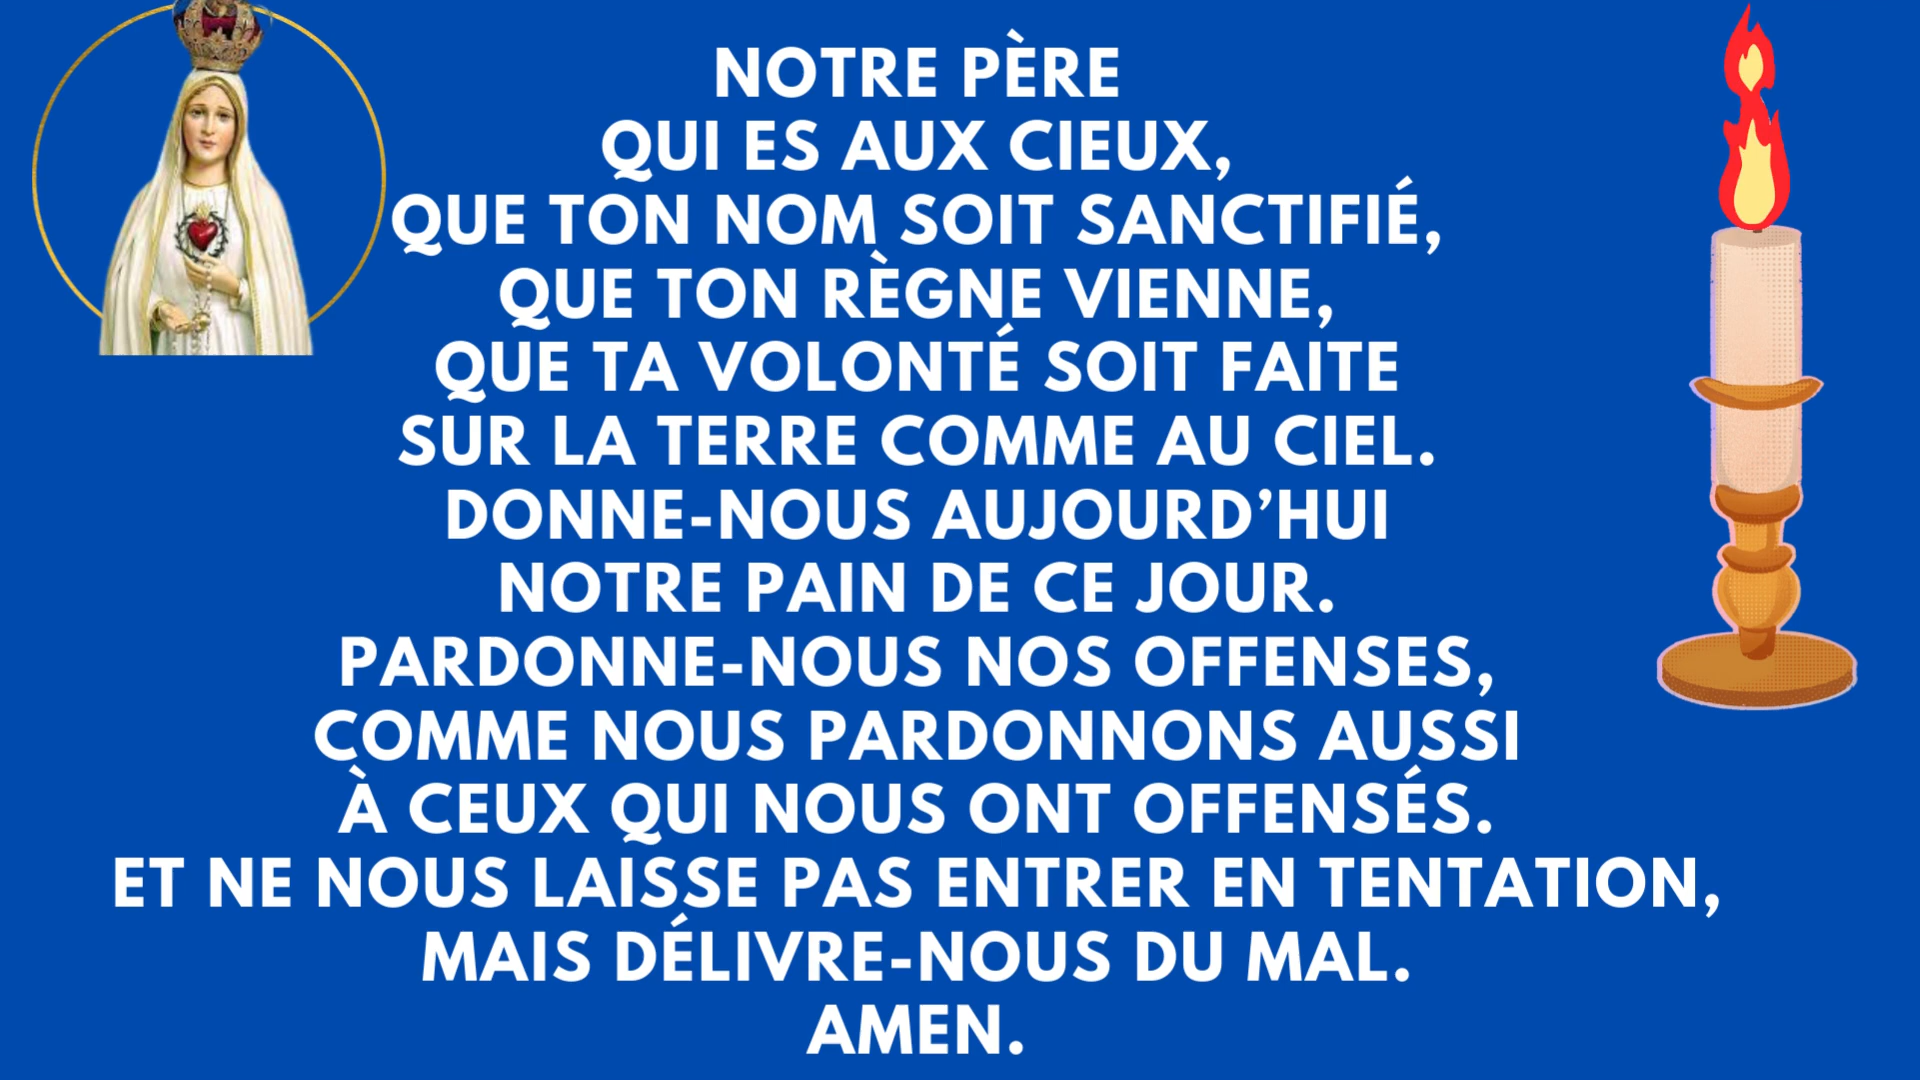 NOTRE PÈRE
QUI ES AUX CIEUX,
QUE TON NOM SOIT SANCTIFIÉ,
QUE TON RÈGNE VIENNE,
QUE TA VOLONTÉ SOIT FAITE
SUR LA TERRE COMME AU CIEL.
DONNE-NOUS AUJOURD’HUI
NOTRE PAIN DE CE JOUR.
PARDONNE-NOUS NOS OFFENSES,
COMME NOUS PARDONNONS AUSSI
À CEUX QUI NOUS ONT OFFENSÉS.
ET NE NOUS LAISSE PAS ENTRER EN TENTATION,
MAIS DÉLIVRE-NOUS DU MAL.
AMEN.